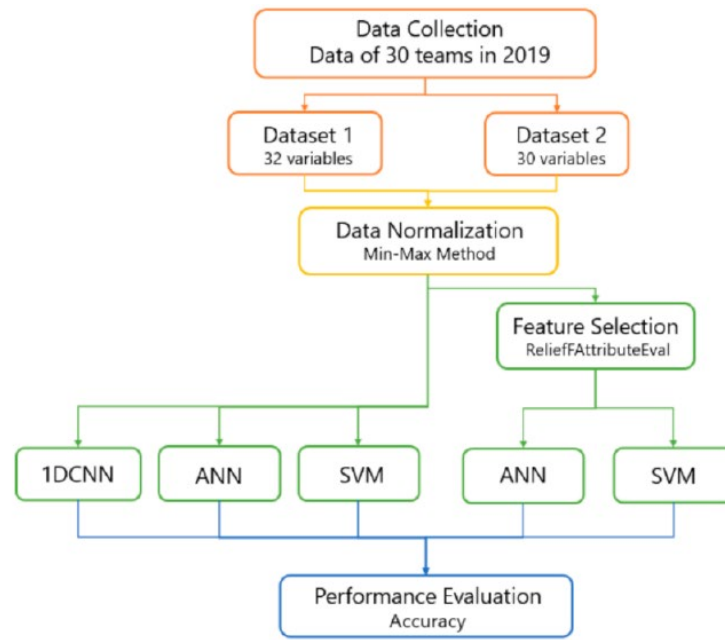 Data Collection
Data of 30 teams in 2019
Dataset 1
32 variables
Dataset 2
30 variables
Data Normalization
Min-Max Method
Feature Selection
ReliefFAttributeEval
1DCNN
ANN
SVM
ANN
SVM
Performance Evaluation
Accuracy